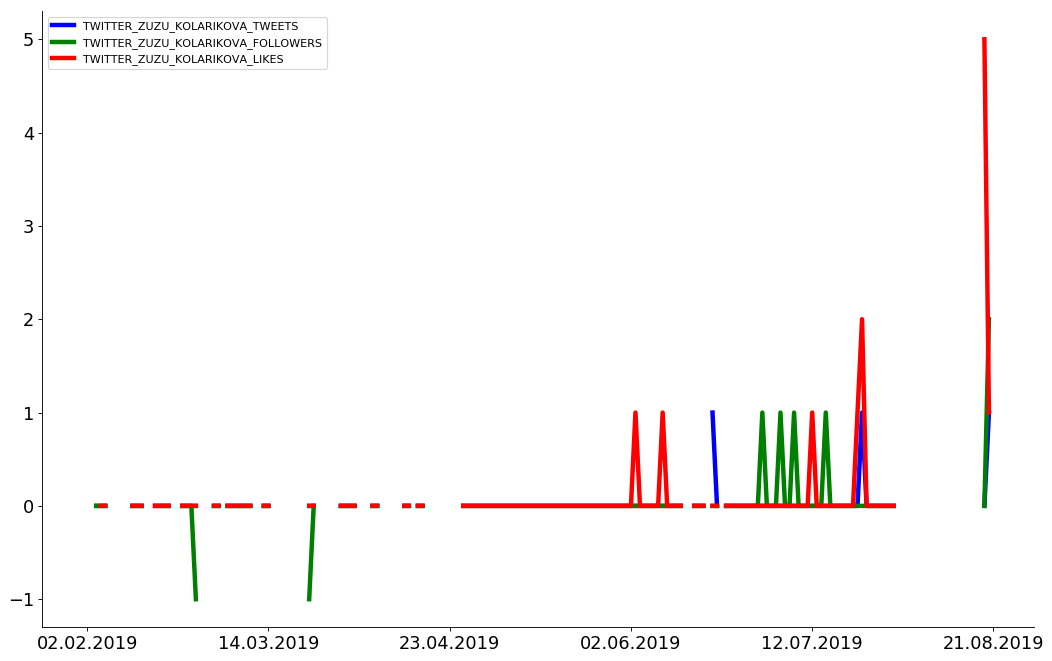 TWITTER_ZUZU_KOLARIKOVA_TWEETS
TWITTER_ZUZU_KOLARIKOVA_FOLLOWERS
TWITTER_ZUZU_KOLARIKOVA_LIKES
5
4
3
2
1
0
−1
02.02.2019 14.03.2019 23.04.2019 02.06.2019 12.07.2019 21.08.2019